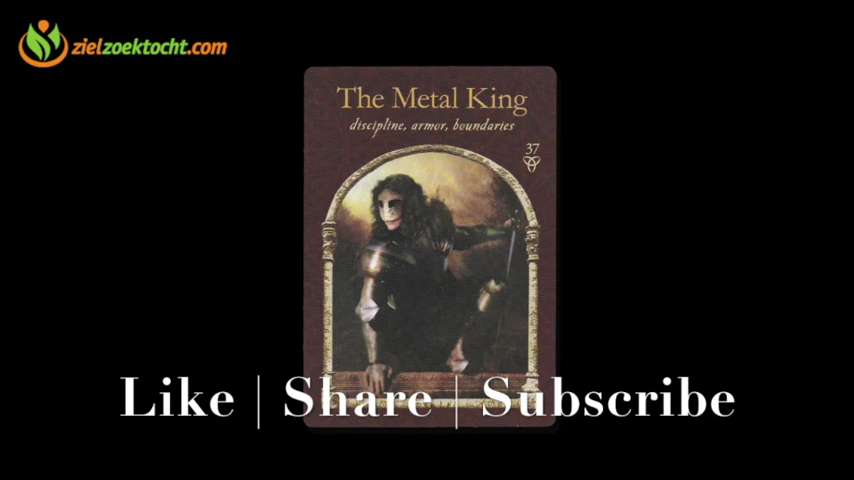 zielzoektocht.com
The Metal King
discipline, armor, boundaries
37
Like | Share | Subscribe